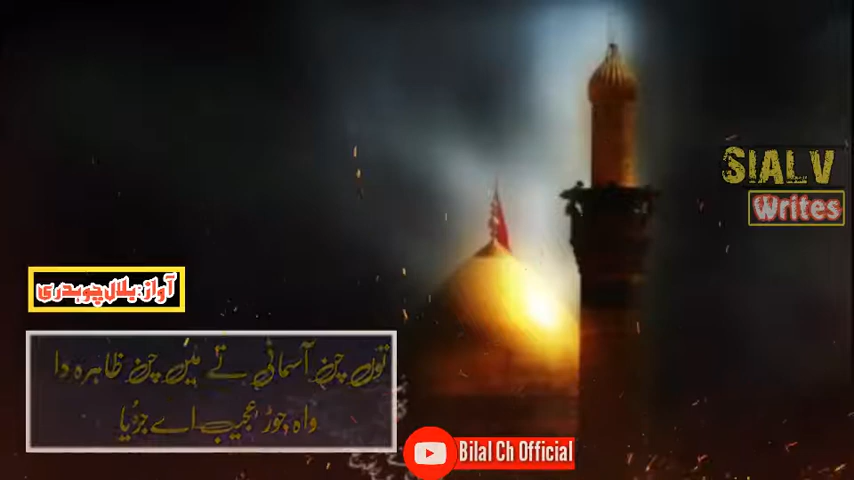 SIAL V
Writes
آواز: بلال چوہدری
توں چن آسمانی تے میں چن ظاہرہ دا
واہ جوڑ عجیب اے جڑیا
Bilal Ch Official